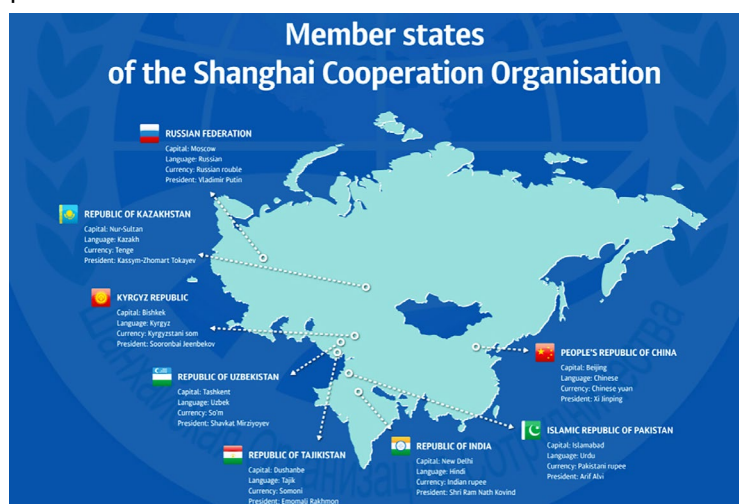 Member states
of the Shanghai Cooperation Organisation
RUSSIAN FEDERATION
Capital: Moscow
Language: Russian
Currency: Russian rouble
President: Vladimir Putin
REPUBLIC OF KAZAKHSTAN
Capital: Nur-Sultan
Language: Kazakh
Currency: Tenge
President: Kassym-Zhomart Tokayev
KYRGYZ REPUBLIC
Capital: Bishkek
Language: Kyrgyz
Currency: Kyrgyzstani som
President: Sooronbai Jeenbekov
REPUBLIC OF UZBEKISTAN
Capital: Tashkent
Language: Uzbek
Currency: So'm
President: Shavkat Mirziyoyev
REPUBLIC OF TAJIKISTAN
Capital: Dushanbe
Language: Tajik
Currency: Somoni
President: Emomali Rakhmon
REPUBLIC OF INDIA
Capital: New Delhi
Language: Hindi
Currency: Indian rupee
President: Shri Ram Nath Kovind
PEOPLE'S REPUBLIC OF CHINA
Capital: Beijing
Language: Chinese
Currency: Chinese yuan
President: Xi Jinping
ISLAMIC REPUBLIC OF PAKISTAN
Capital: Islamabad
Language: Urdu
Currency: Pakistani rupee
President: Arif Alvi